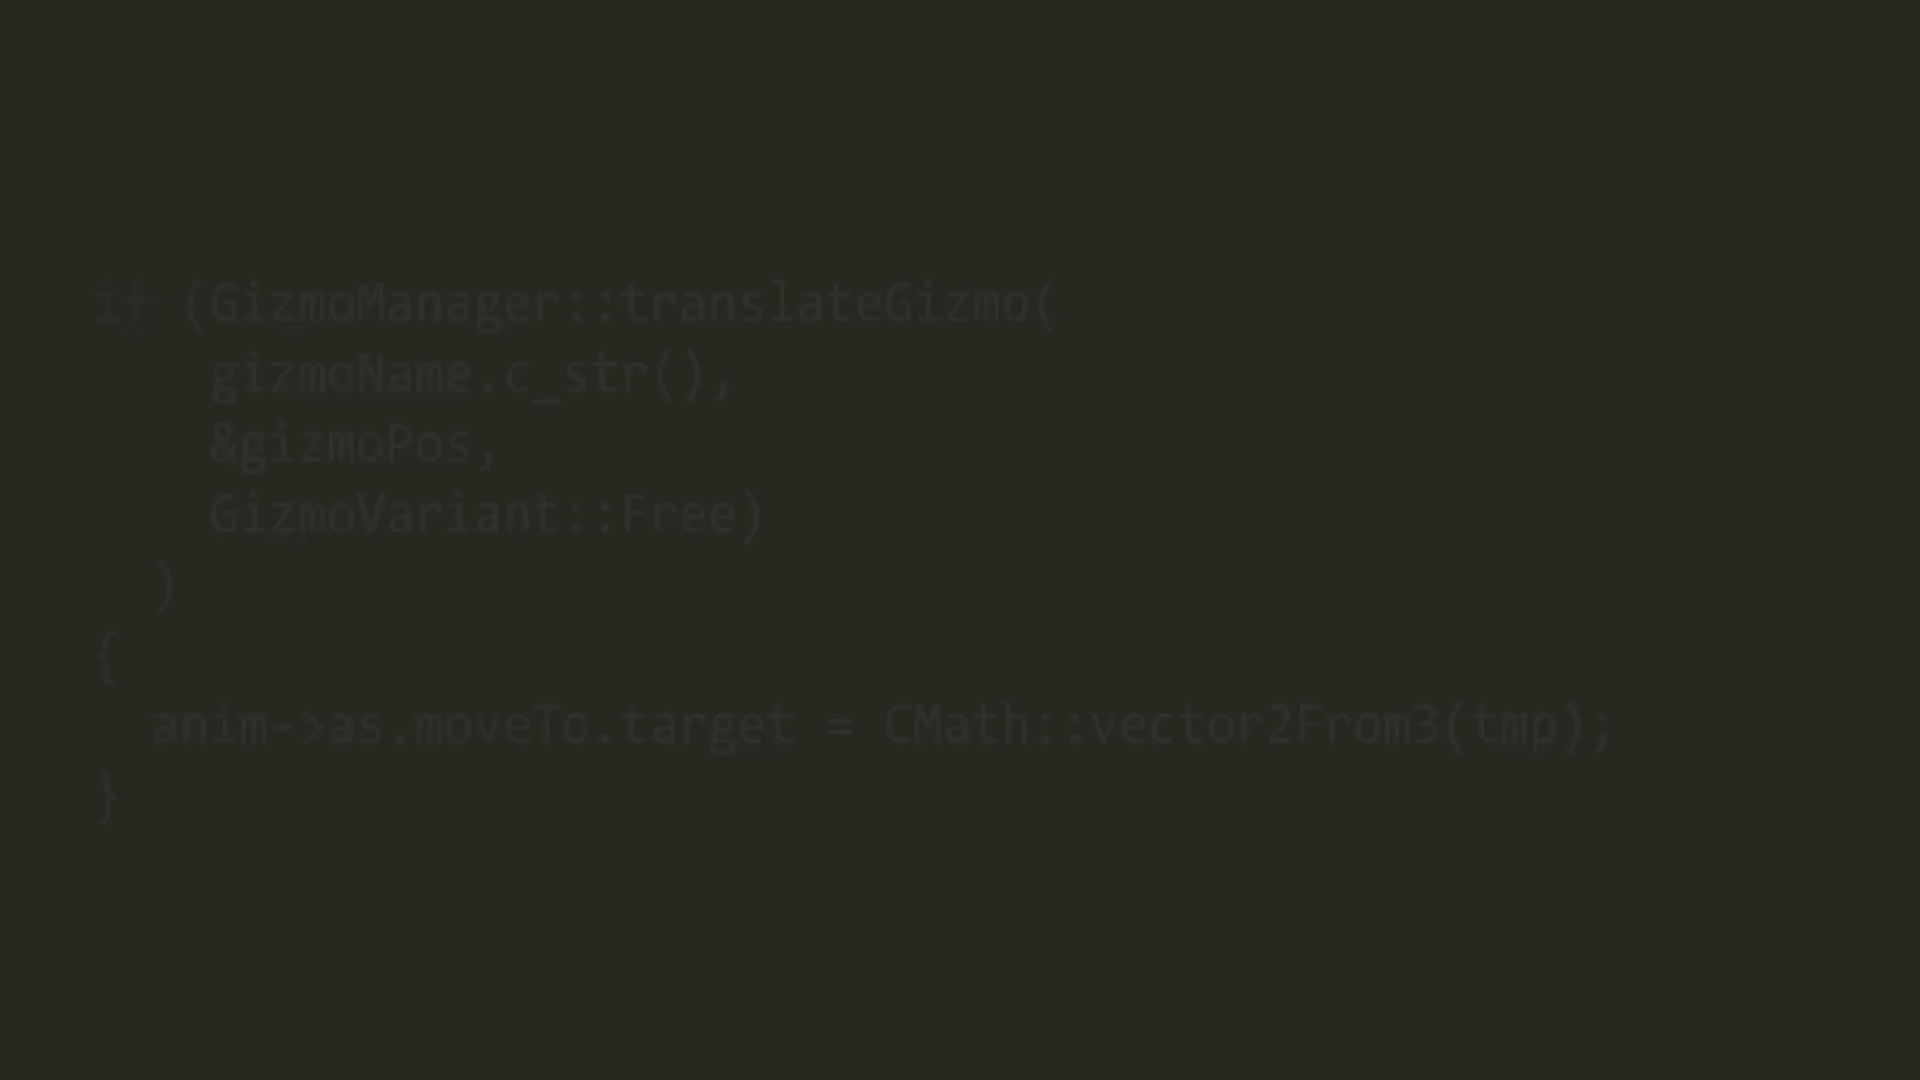 if (GizmoManager::translateGizmo(
gizmoName.c_str(),
&gizmoPos,
GizmoVariant::Free)
)
{
anim->as.moveTo.target = CMath::vector2From3(tmp);
}